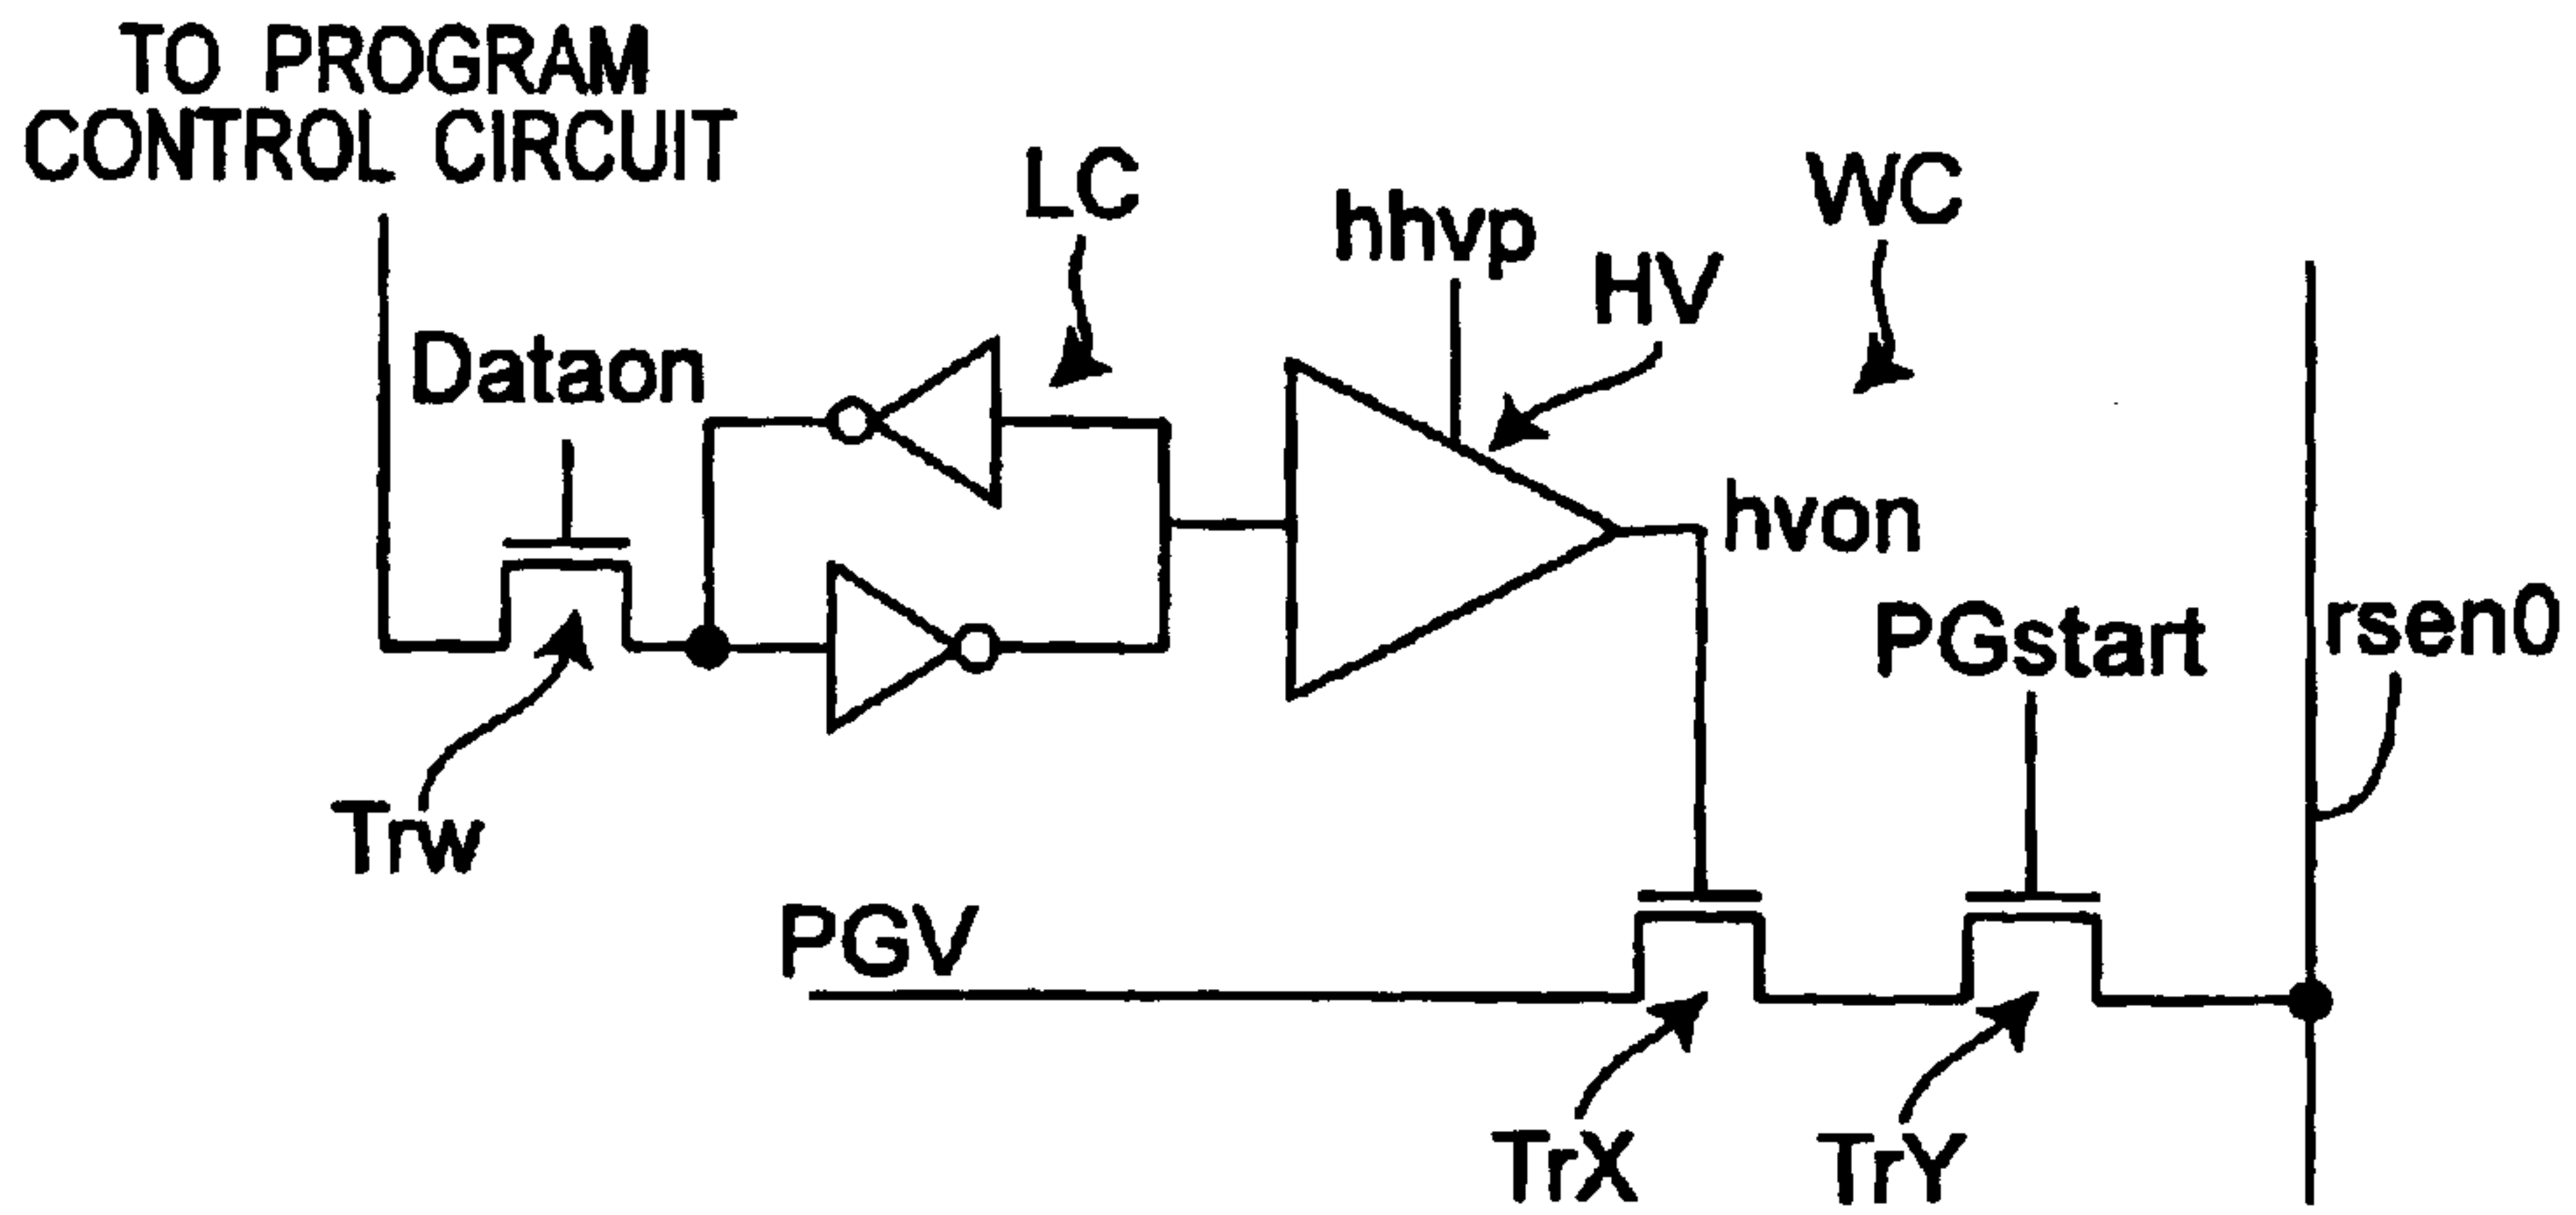 TO PROGRAM
CONTROL CIRCUIT
LC
WC
hhvp
HV
Dataon
hvon
PGstart
rsen0
Trw
PGV
TrX
TrY